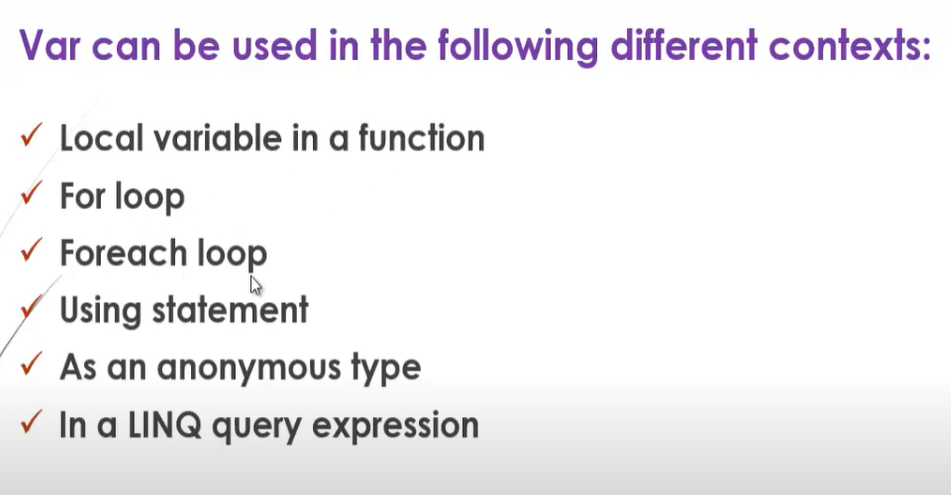 Var can be used in the following different contexts:
✓ Local variable in a function
✓ For loop
✓ Foreach loop
✓ Using statement
✓ As an anonymous type
✓ In a LINQ query expression